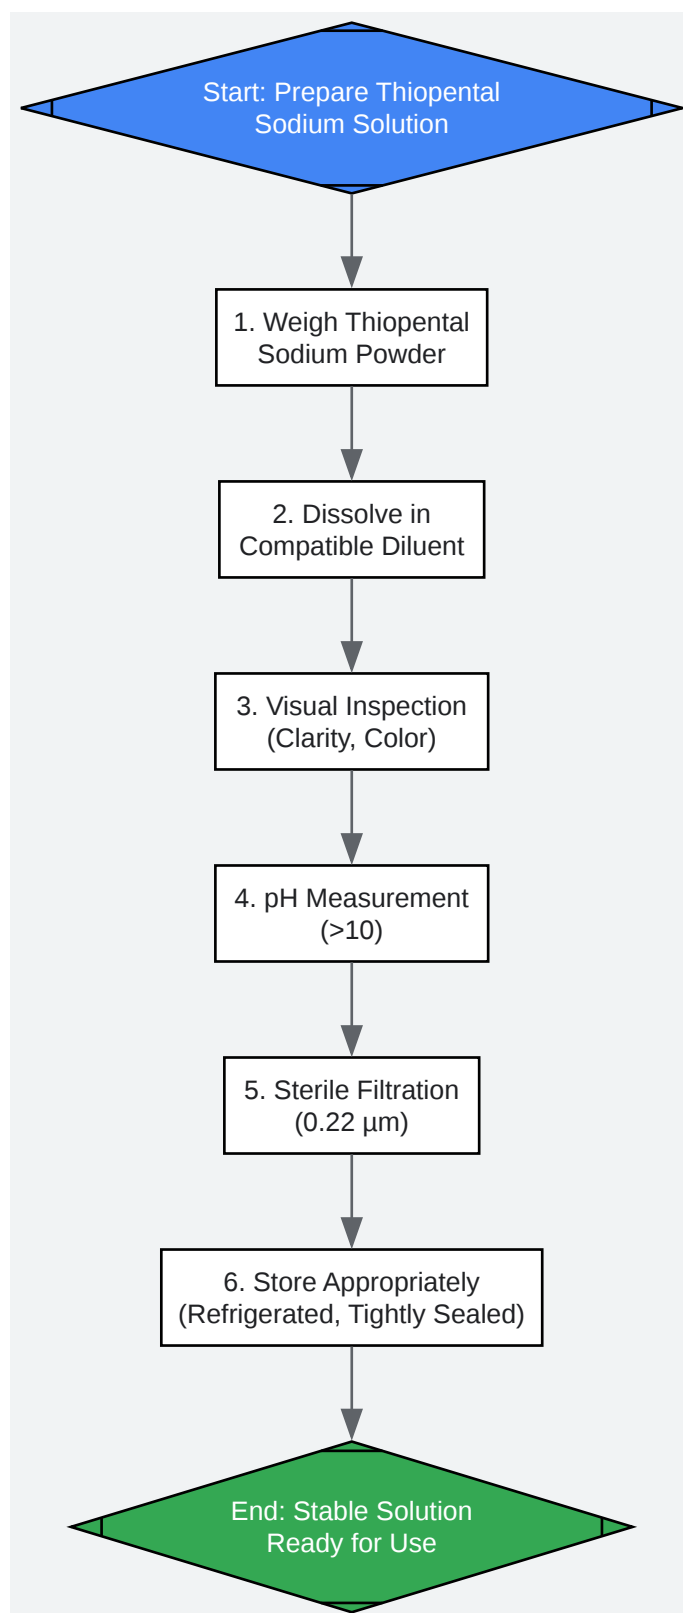 Start: Prepare Thiopental
Sodium Solution
1. Weigh Thiopental
Sodium Powder
2. Dissolve in
Compatible Diluent
3. Visual Inspection
(Clarity, Color)
4. pH Measurement
(>10)
5. Sterile Filtration
(0.22 µm)
6. Store Appropriately
(Refrigerated, Tightly Sealed)
End: Stable Solution
Ready for Use